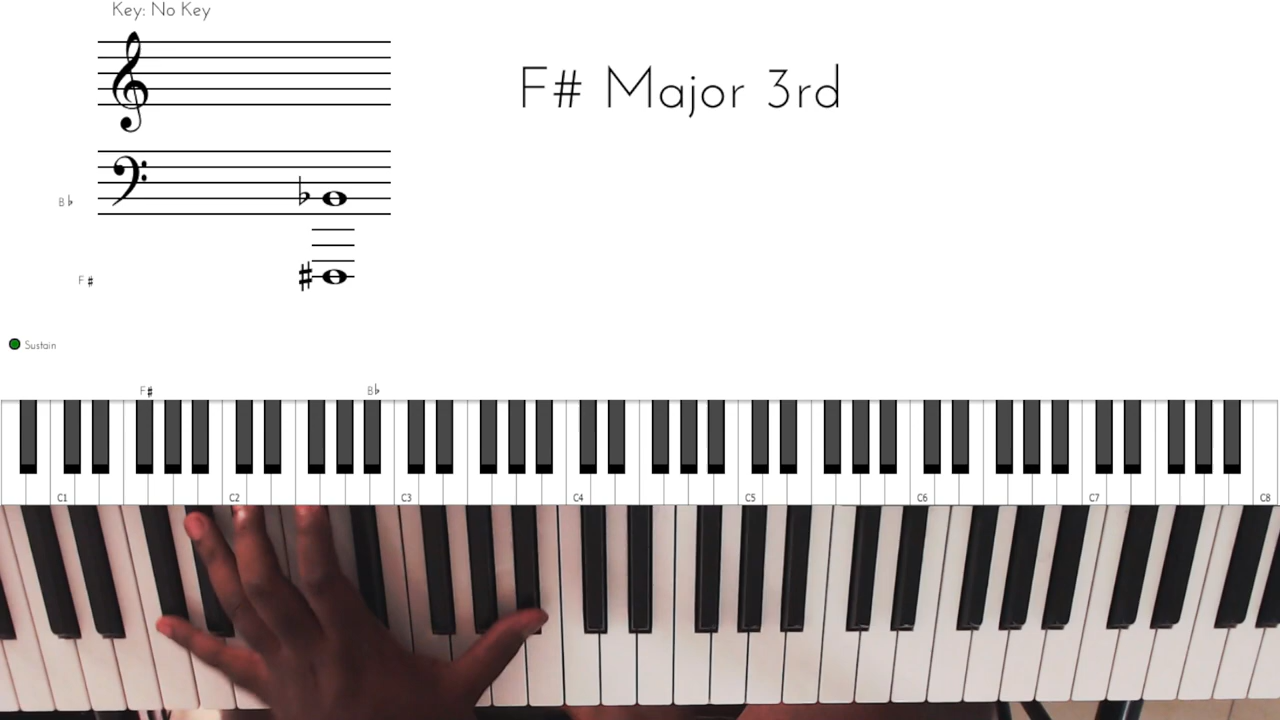 Key: No Key
F# Major 3rd
B♭
F#
Sustain
F# B♭
C1 C2 C3 C4 C5 C6 C7 C8